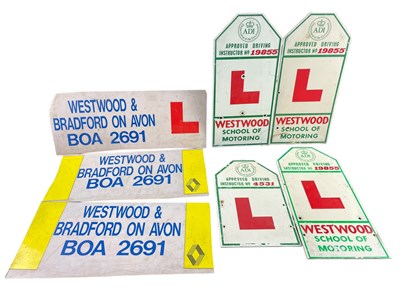 WESTWOOD &
BRADFORD ON AVON
BOA 2691
L
WESTWOOD &
BRADFORD ON AVON
BOA 2691
WESTWOOD &
BRADFORD ON AVON
BOA 2691
ADI
APPROVED DRIVING
INSTRUCTOR No 19855
L
WESTWOOD
SCHOOL OF
MOTORING
ADI
APPROVED DRIVING
INSTRUCTOR No 19855
L
WESTWOOD
SCHOOL OF
MOTORING
ADI
APPROVED DRIVING
INSTRUCTOR No 4531
L
ADI
APPROVED DRIVING
INSTRUCTOR No 19855
L
WESTWOOD
SCHOOL OF
MOTORING